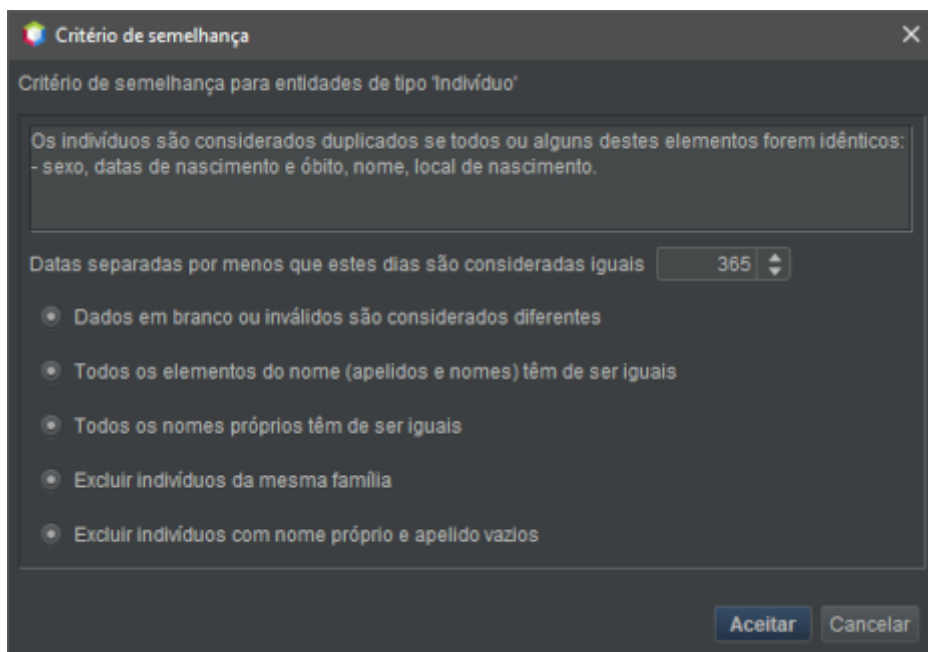 Critério de semelhança
Critério de semelhança para entidades de tipo 'Indivíduo'
Os indivíduos são considerados duplicados se todos ou alguns destes elementos forem idênticos:
- sexo, datas de nascimento e óbito, nome, local de nascimento.
Datas separadas por menos que estes dias são consideradas iguais 365
Dados em branco ou inválidos são considerados diferentes
Todos os elementos do nome (apelidos e nomes) têm de ser iguais
Todos os nomes próprios têm de ser iguais
Excluir indivíduos da mesma família
Excluir indivíduos com nome próprio e apelido vazios
Aceitar Cancelar